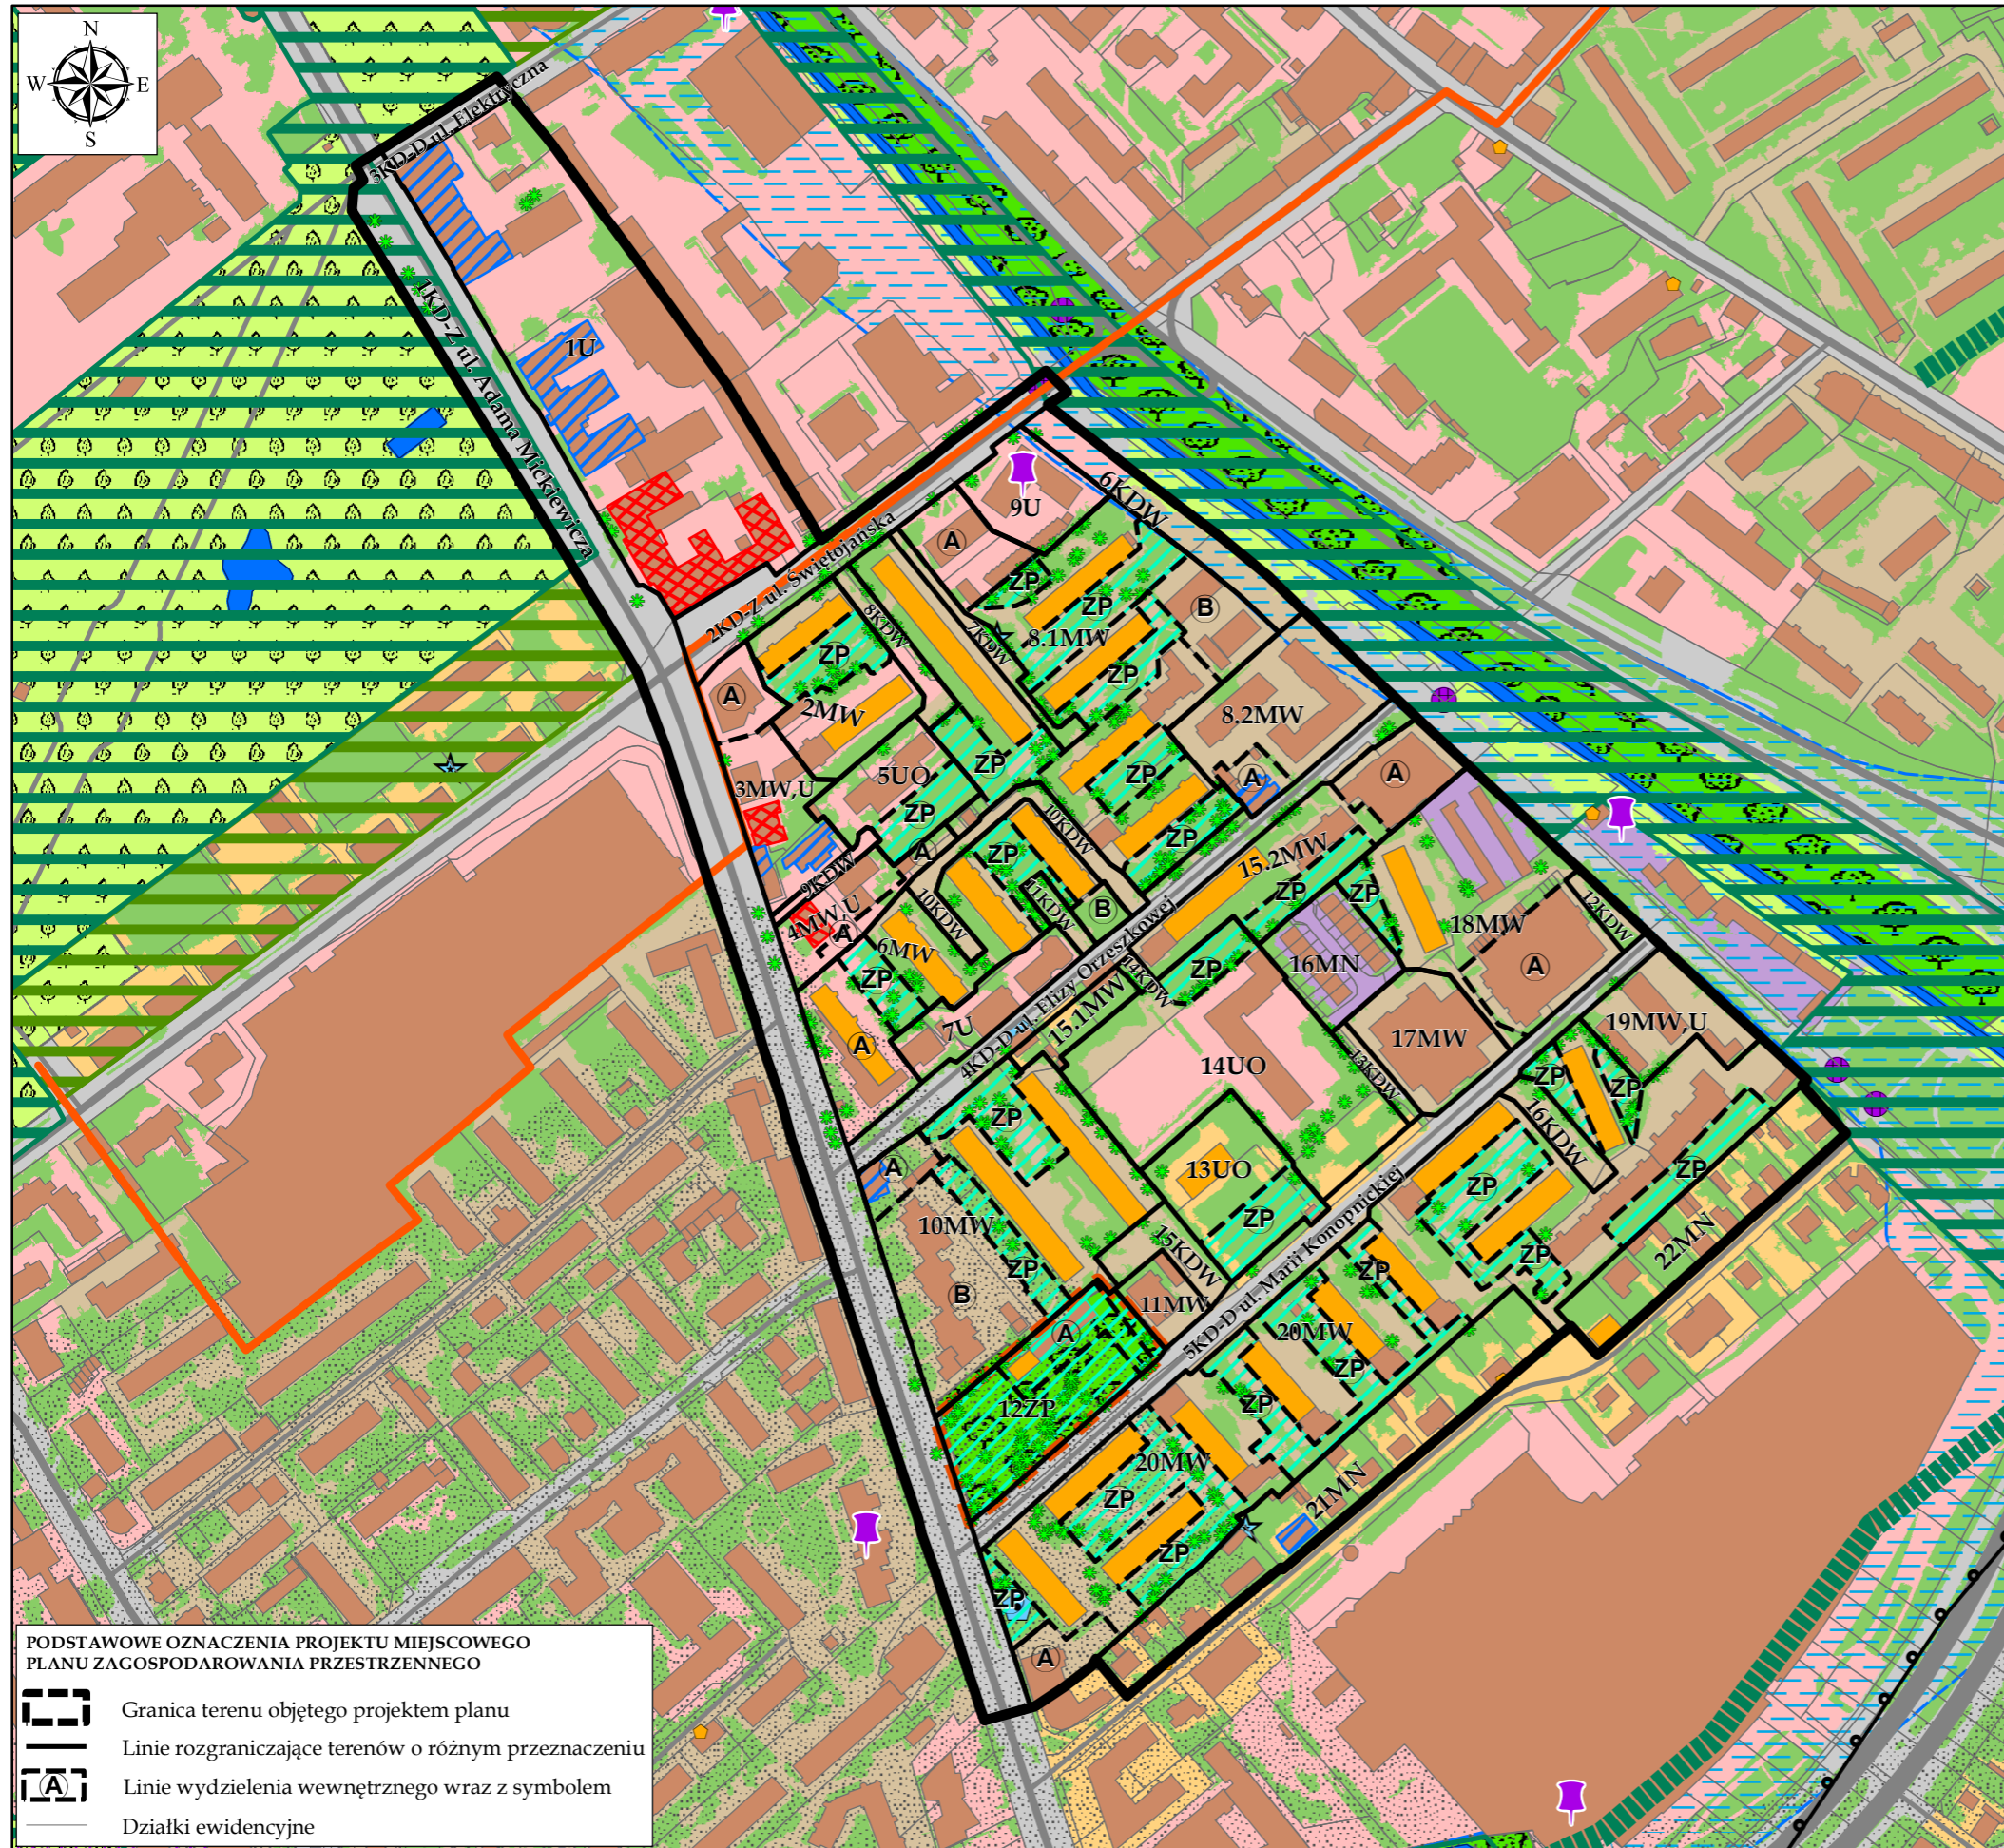 N
W E
S
3KD-D ul. Elektryczna
1KD-Z ul. Adama Mickiewicza
1U
2KD-Z ul. Świętojańska
9U
6KDW
A
ZP
ZP
B
8.1MW
7KDW
8KDW
ZP
ZP
A
2MW
8.2MW
ZP
5UO
ZP
A
A
3MW,U
ZP
10KDW
ZP
15.2MW
A
ZP
9KDW
ZP
ZP
11KDW
B
4MW,U
A
10KDW
6MW
18MW
12KDW
ZP
4KD-D ul. Elizy Orzeszkowej
14KDW
ZP
16MN
A
7U
15.1MW
17MW
19MW,U
A
14UO
13KDW
ZP
ZP
ZP
16KDW
A
13UO
ZP
ZP
10MW
ZP
15KDW
5KD-D ul. Marii Konopnickiej
ZP
ZP
ZP
22MN
B
11MW
A
20MW
ZP
12ZP
ZP
20MW
ZP
21MN
ZP
ZP
A
PODSTAWOWE OZNACZENIA PROJEKTU MIEJSCOWEGO
PLANU ZAGOSPODAROWANIA PRZESTRZENNEGO
Granica terenu objętego projektem planu
Linie rozgraniczające terenów o różnym przeznaczeniu
A Linie wydzielenia wewnętrznego wraz z symbolem
Działki ewidencyjne